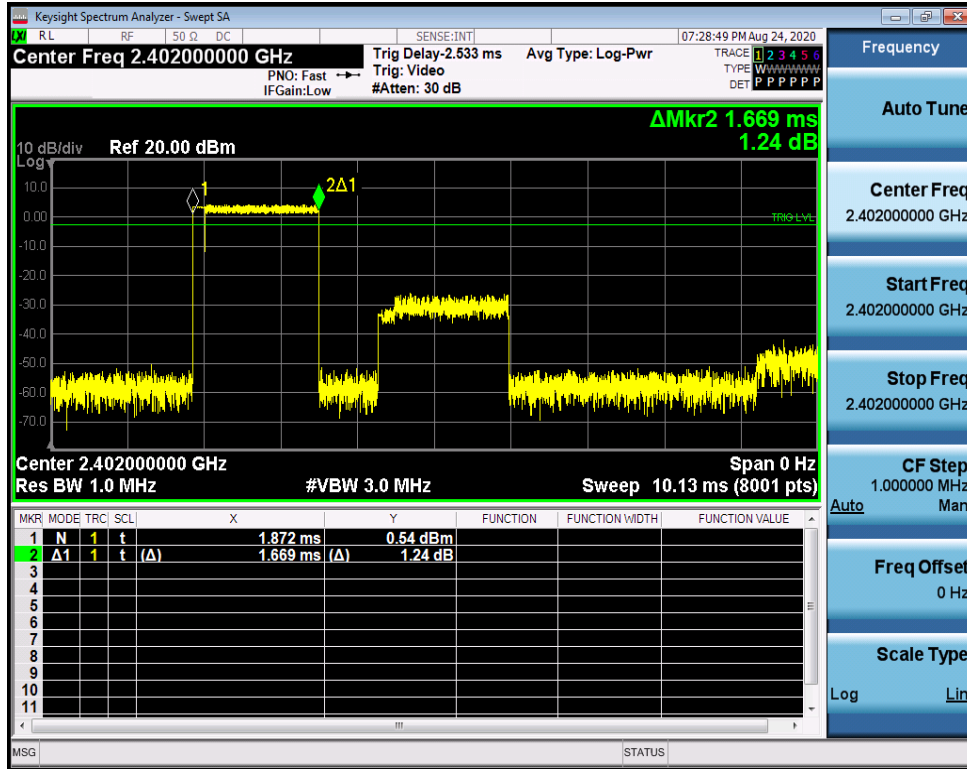 Keysight Spectrum Analyzer - Swept SA
LXI RL RF 50 Ω DC SENSE:INT 07:28:49 PM Aug 24, 2020
Center Freq 2.402000000 GHz
PNO: Fast
IFGain:Low
Trig Delay-2.533 ms
Trig: Video
#Atten: 30 dB
Avg Type: Log-Pwr
TRACE 1 2 3 4 5 6
TYPE WWWWWW
DET P P P P P P
ΔMkr2 1.669 ms
1.24 dB
10 dB/div Ref 20.00 dBm
Log
10.0
0.00
-10.0
-20.0
-30.0
-40.0
-50.0
-60.0
-70.0
1
2Δ1
TRIG LVL
Center 2.402000000 GHz Span 0 Hz
Res BW 1.0 MHz #VBW 3.0 MHz Sweep 10.13 ms (8001 pts)
MKR MODE TRC SCL X Y FUNCTION FUNCTION WIDTH FUNCTION VALUE
1 N 1 t 1.872 ms 0.54 dBm
2 Δ1 1 t (Δ) 1.669 ms (Δ) 1.24 dB
3
4
5
6
7
8
9
10
11
MSG STATUS
Frequency
Auto Tune
Center Freq
2.402000000 GHz
Start Freq
2.402000000 GHz
Stop Freq
2.402000000 GHz
CF Step
1.000000 MHz
Auto Man
Freq Offset
0 Hz
Scale Type
Log Lin